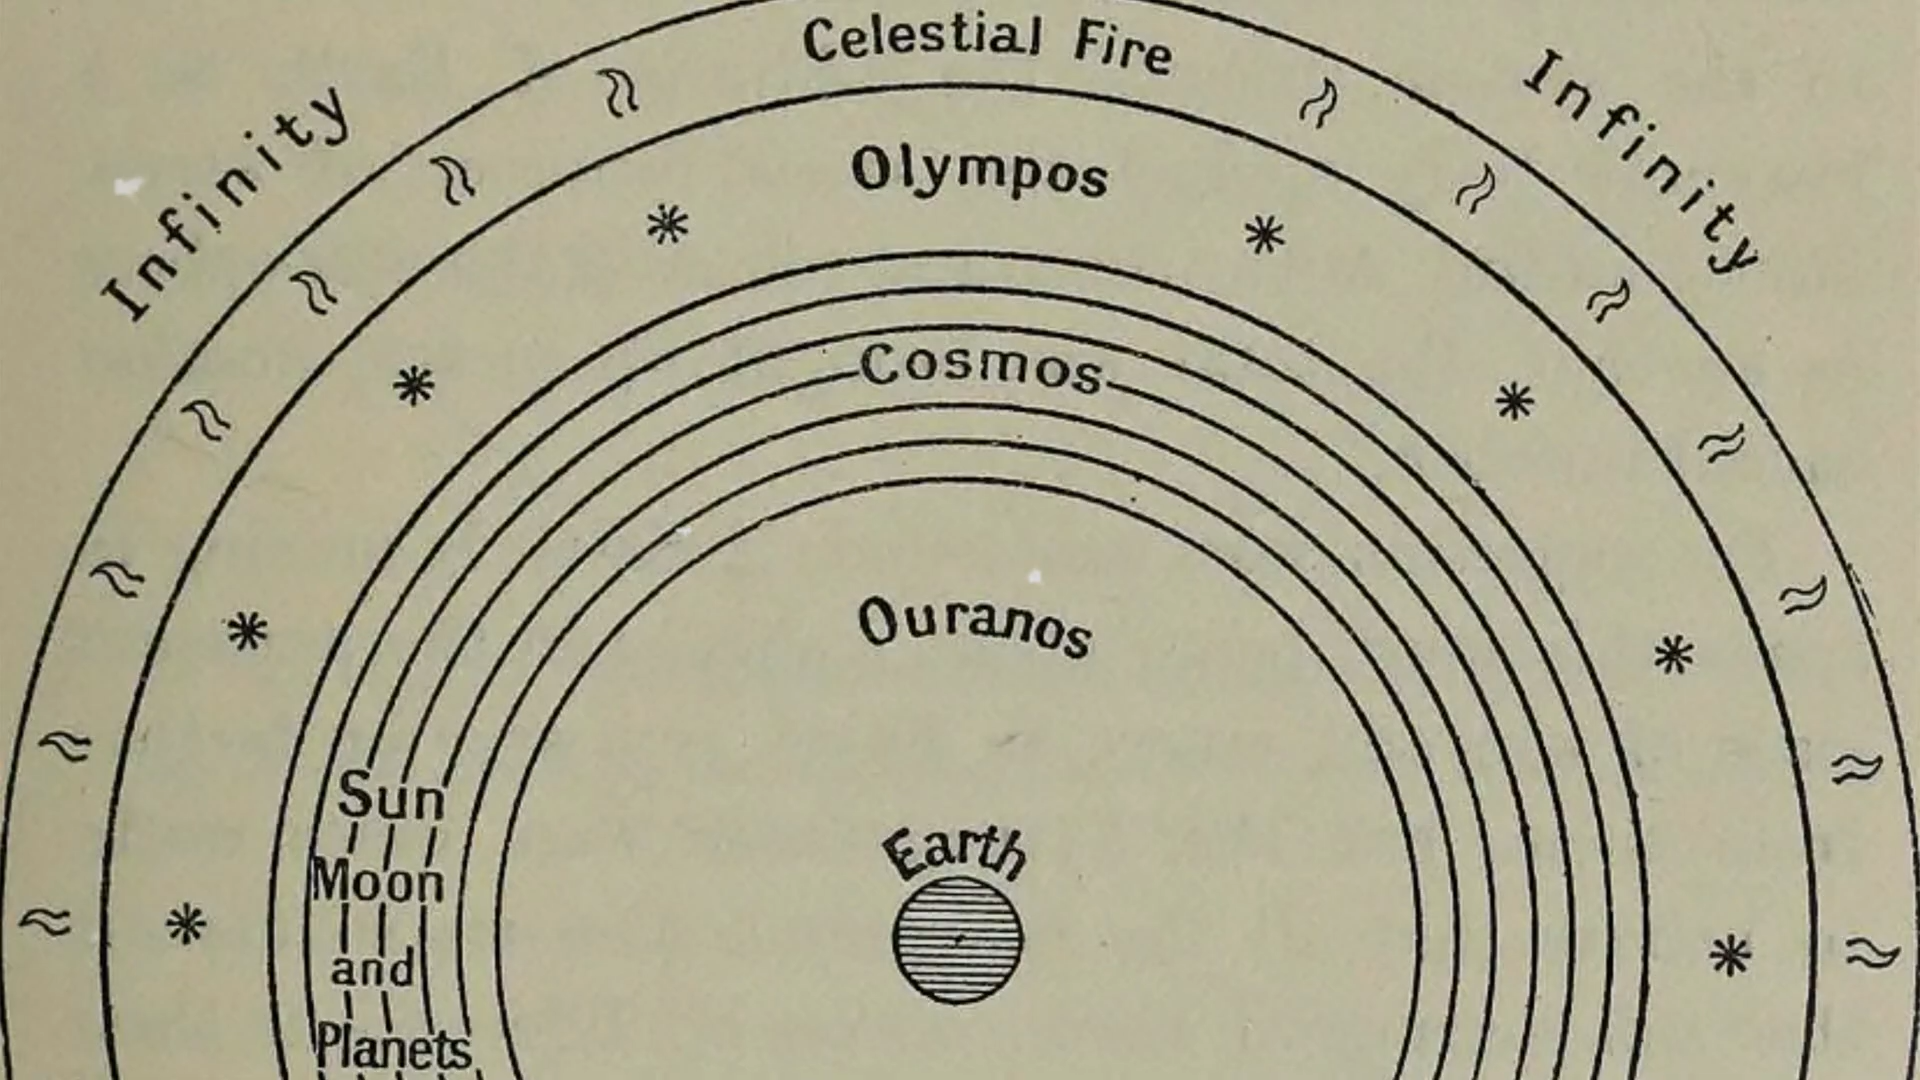 Celestial Fire
Infinity
Infinity
Olympos
Cosmos
Ouranos
Earth
Sun
Moon
and
Planets